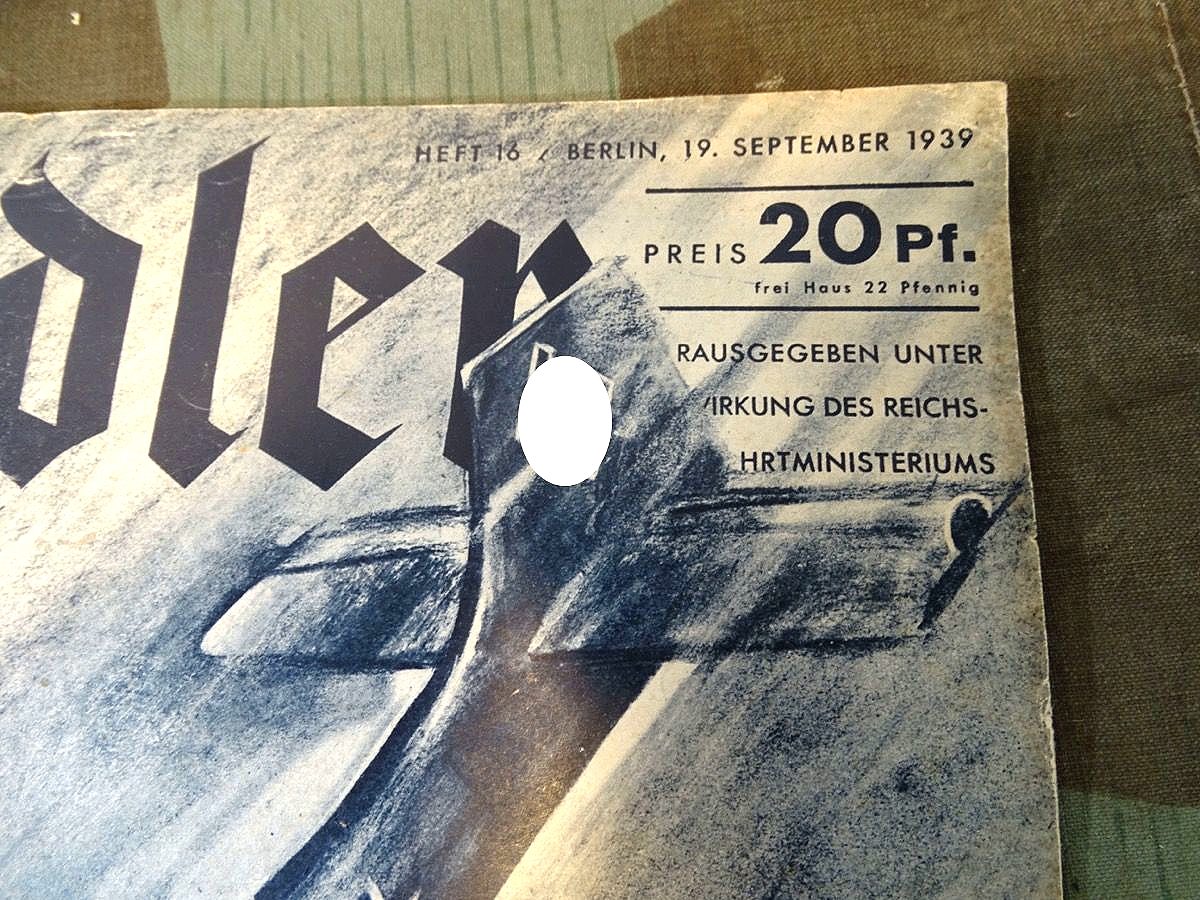 HEFT 16 / BERLIN, 19. SEPTEMBER 1939
dler
PREIS 20 Pf.
frei Haus 22 Pfennig
RAUSGEGEBEN UNTER
IRKUNG DES REICHS-
HRTMINISTERIUMS